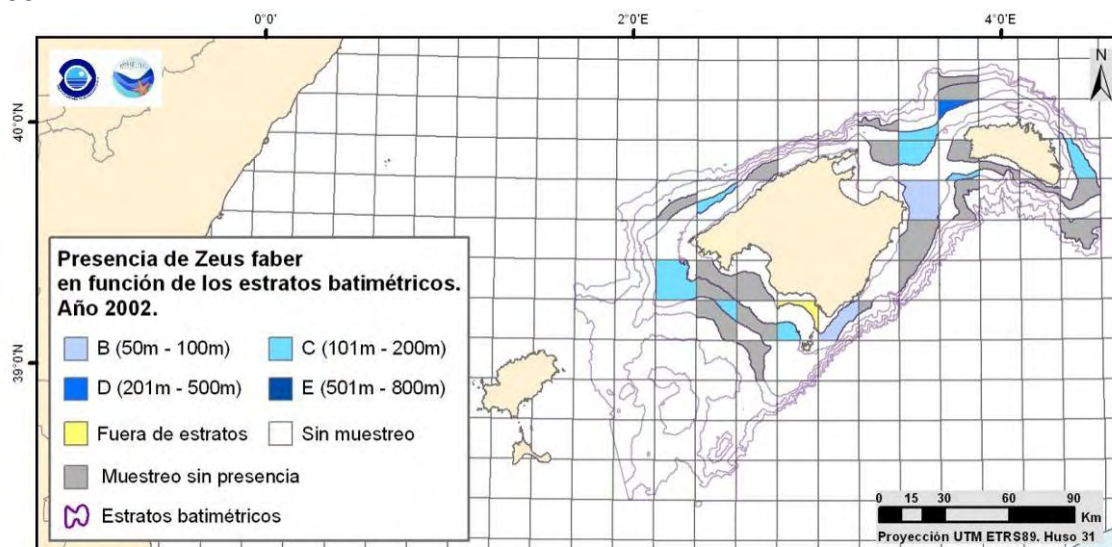 0°0'
2°0'E
4°0'E
N
40°0'N
39°0'N
Presencia de Zeus faber
en función de los estratos batimétricos.
Año 2002.
B (50m - 100m)
C (101m - 200m)
D (201m - 500m)
E (501m - 800m)
Fuera de estratos
Sin muestreo
Muestreo sin presencia
Estratos batimétricos
0 15 30 60 90
Km
Proyección UTM ETRS89. Huso 31